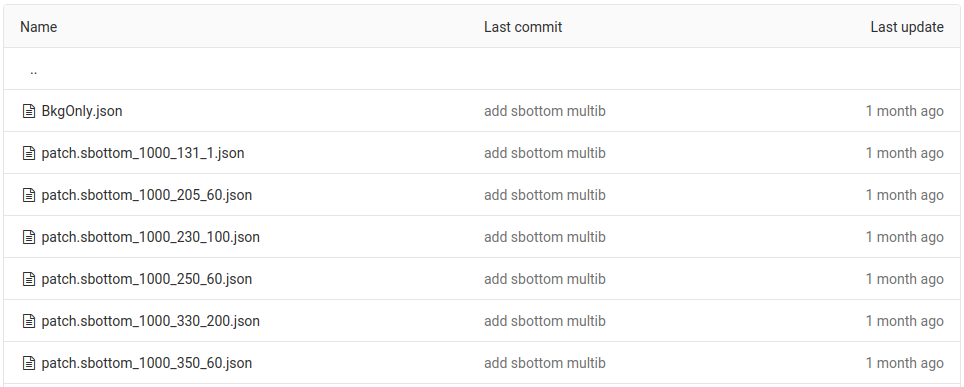 Name Last commit Last update
..
BkgOnly.json add sbottom multib 1 month ago
patch.sbottom_1000_131_1.json add sbottom multib 1 month ago
patch.sbottom_1000_205_60.json add sbottom multib 1 month ago
patch.sbottom_1000_230_100.json add sbottom multib 1 month ago
patch.sbottom_1000_250_60.json add sbottom multib 1 month ago
patch.sbottom_1000_330_200.json add sbottom multib 1 month ago
patch.sbottom_1000_350_60.json add sbottom multib 1 month ago